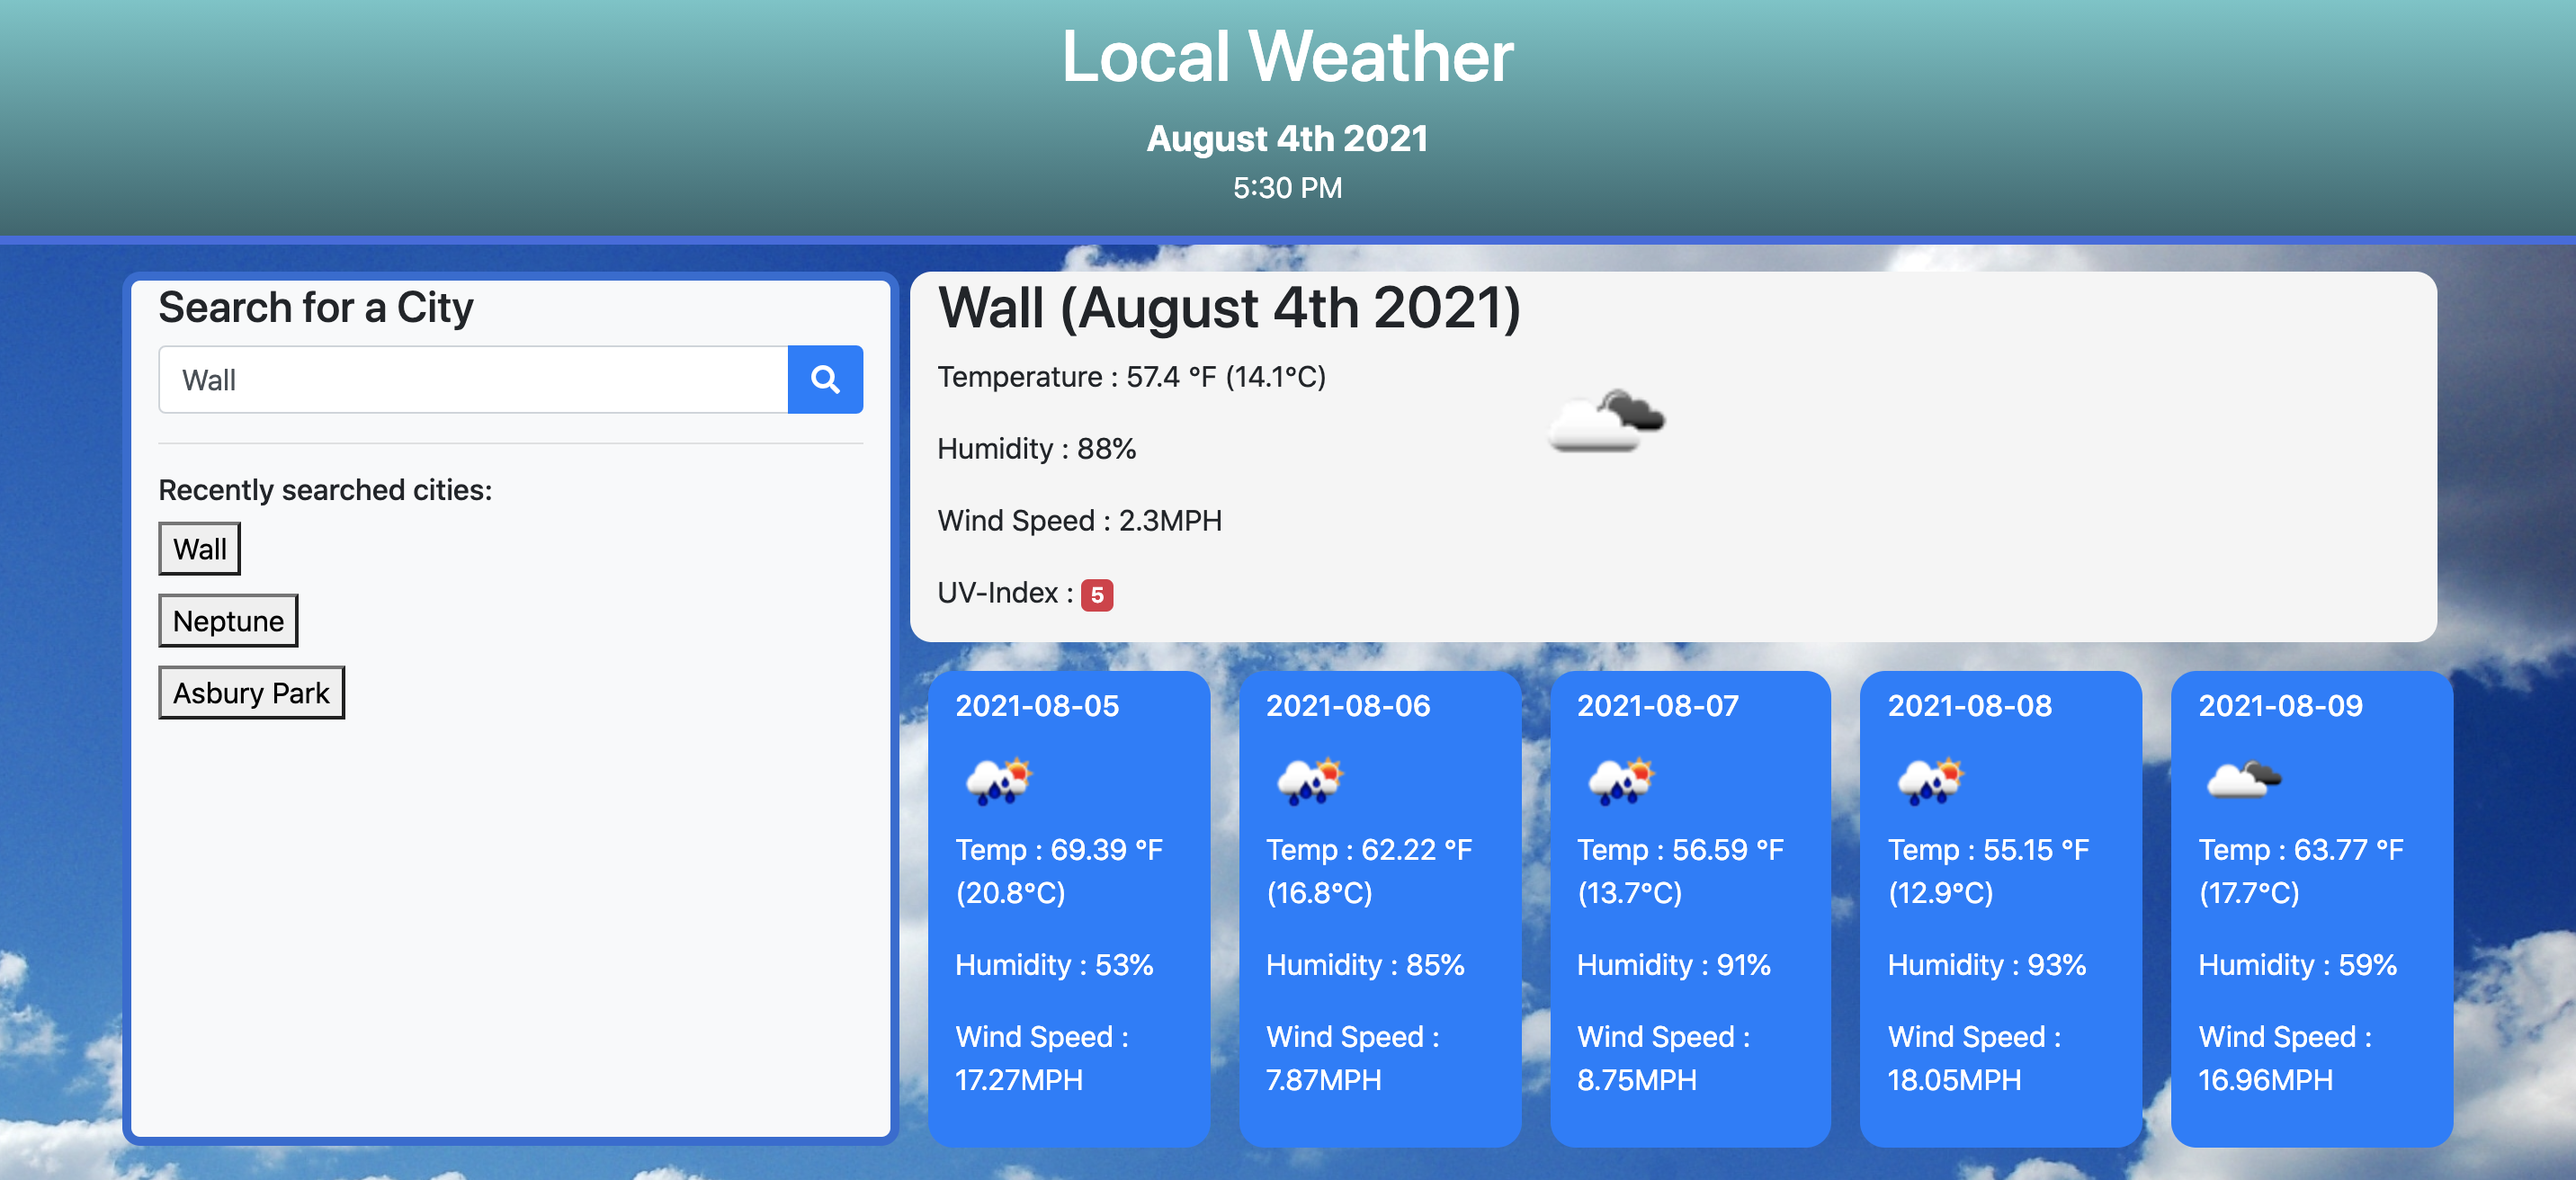 Local Weather
August 4th 2021
5:30 PM
Search for a City
Wall
Recently searched cities:
Wall
Neptune
Asbury Park
Wall (August 4th 2021)
Temperature : 57.4 °F (14.1°C)
Humidity : 88%
Wind Speed : 2.3MPH
UV-Index : 5
2021-08-05
Temp : 69.39 °F
(20.8°C)
Humidity : 53%
Wind Speed :
17.27MPH
2021-08-06
Temp : 62.22 °F
(16.8°C)
Humidity : 85%
Wind Speed :
7.87MPH
2021-08-07
Temp : 56.59 °F
(13.7°C)
Humidity : 91%
Wind Speed :
8.75MPH
2021-08-08
Temp : 55.15 °F
(12.9°C)
Humidity : 93%
Wind Speed :
18.05MPH
2021-08-09
Temp : 63.77 °F
(17.7°C)
Humidity : 59%
Wind Speed :
16.96MPH